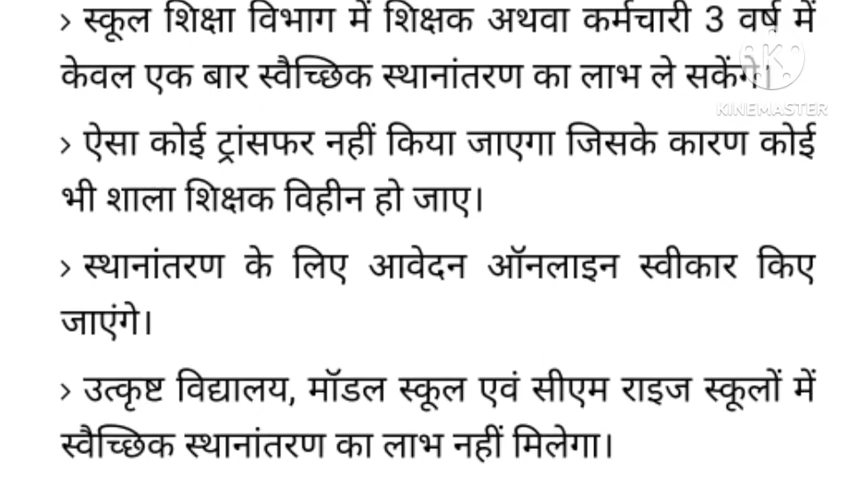 › स्कूल शिक्षा विभाग में शिक्षक अथवा कर्मचारी 3 वर्ष में
केवल एक बार स्वैच्छिक स्थानांतरण का लाभ ले सकेंगे।
KINEMASTER
› ऐसा कोई ट्रांसफर नहीं किया जाएगा जिसके कारण कोई
भी शाला शिक्षक विहीन हो जाए।
› स्थानांतरण के लिए आवेदन ऑनलाइन स्वीकार किए
जाएंगे।
› उत्कृष्ट विद्यालय, मॉडल स्कूल एवं सीएम राइज स्कूलों में
स्वैच्छिक स्थानांतरण का लाभ नहीं मिलेगा।